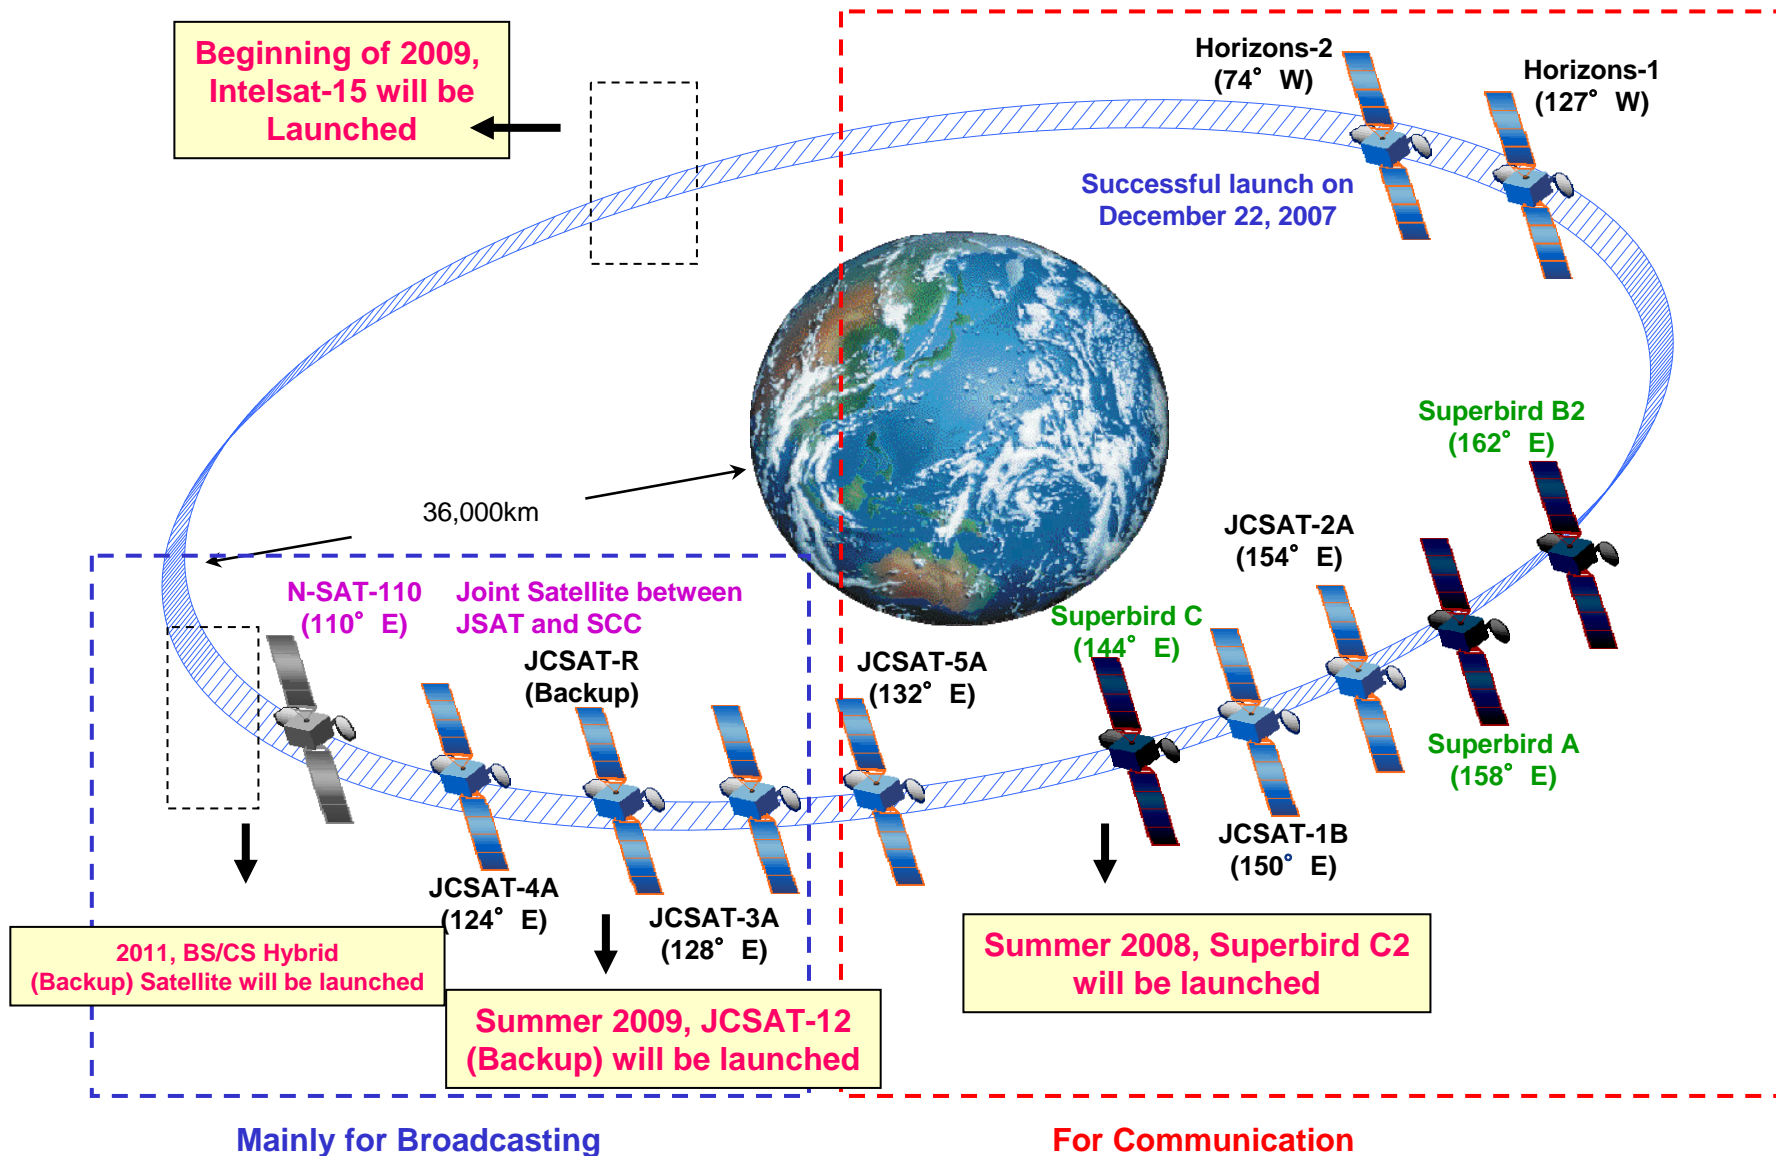 Beginning of 2009,
Intelsat-15 will be
Launched
Horizons-2
(74° W)
Horizons-1
(127° W)
Successful launch on
December 22, 2007
Superbird B2
(162° E)
36,000km
JCSAT-2A
(154° E)
N-SAT-110
(110° E)
Joint Satellite between
JSAT and SCC
Superbird C
(144° E)
JCSAT-R
(Backup)
JCSAT-5A
(132° E)
Superbird A
(158° E)
JCSAT-1B
(150° E)
JCSAT-4A
(124° E)
JCSAT-3A
(128° E)
2011, BS/CS Hybrid
(Backup) Satellite will be launched
Summer 2008, Superbird C2
will be launched
Summer 2009, JCSAT-12
(Backup) will be launched
Mainly for Broadcasting
For Communication